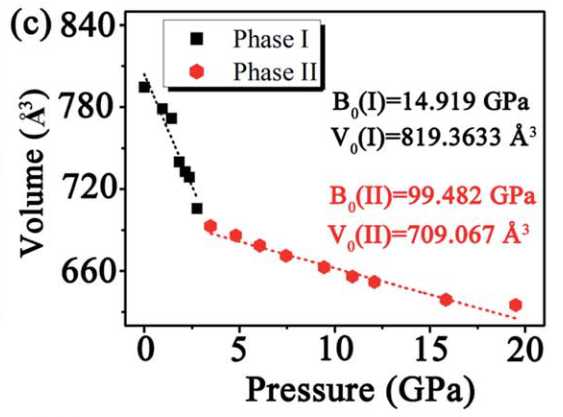 (c)
840
780
720
660
Volume (Å³)
Phase I
Phase II
B₀(I)=14.919 GPa
V₀(I)=819.3633 Å³
B₀(II)=99.482 GPa
V₀(II)=709.067 Å³
0 5 10 15 20
Pressure (GPa)